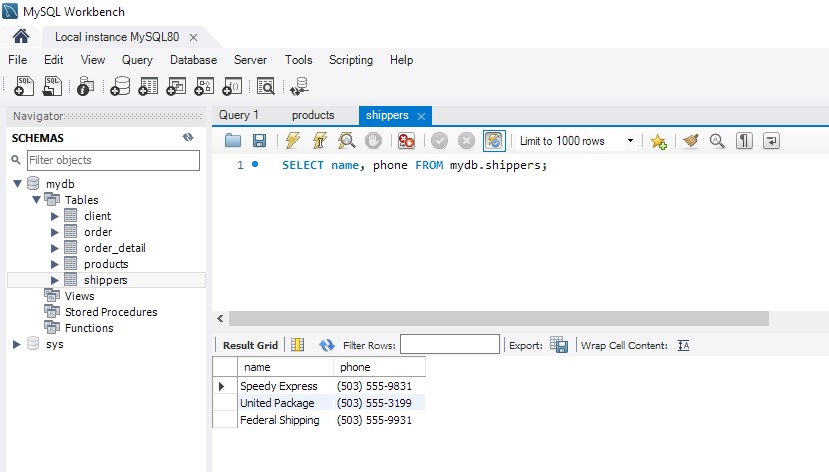 MySQL Workbench
Local instance MySQL80
File Edit View Query Database Server Tools Scripting Help
SQL SQL
Navigator
Query 1 products shippers
SCHEMAS
Limit to 1000 rows
Filter objects
1 SELECT name, phone FROM mydb.shippers;
mydb
Tables
client
order
order_detail
products
shippers
Views
Stored Procedures
Functions
sys
Result Grid Filter Rows: Export: Wrap Cell Content: IA
name phone
Speedy Express (503) 555-9831
United Package (503) 555-3199
Federal Shipping (503) 555-9931